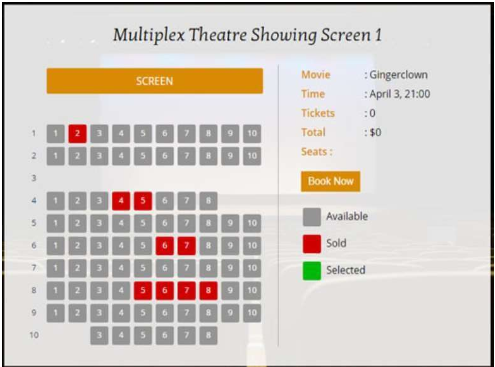 Multiplex Theatre Showing Screen 1
SCREEN
1 1 2 3 4 5 6 7 8 9 10
2 1 2 3 4 5 6 7 8 9 10
3
4 1 2 3 4 5 6 7 8
5 1 2 3 4 5 6 7 8 9 10
6 1 2 3 4 5 6 7 8 9 10
7 1 2 3 4 5 6 7 8 9 10
8 1 2 3 4 5 6 7 8 9 10
9 1 2 3 4 5 6 7 8 9 10
10 3 4 5 6 7 8
Movie : Gingerclown
Time : April 3, 21:00
Tickets : 0
Total : $0
Seats :
Book Now
Available
Sold
Selected